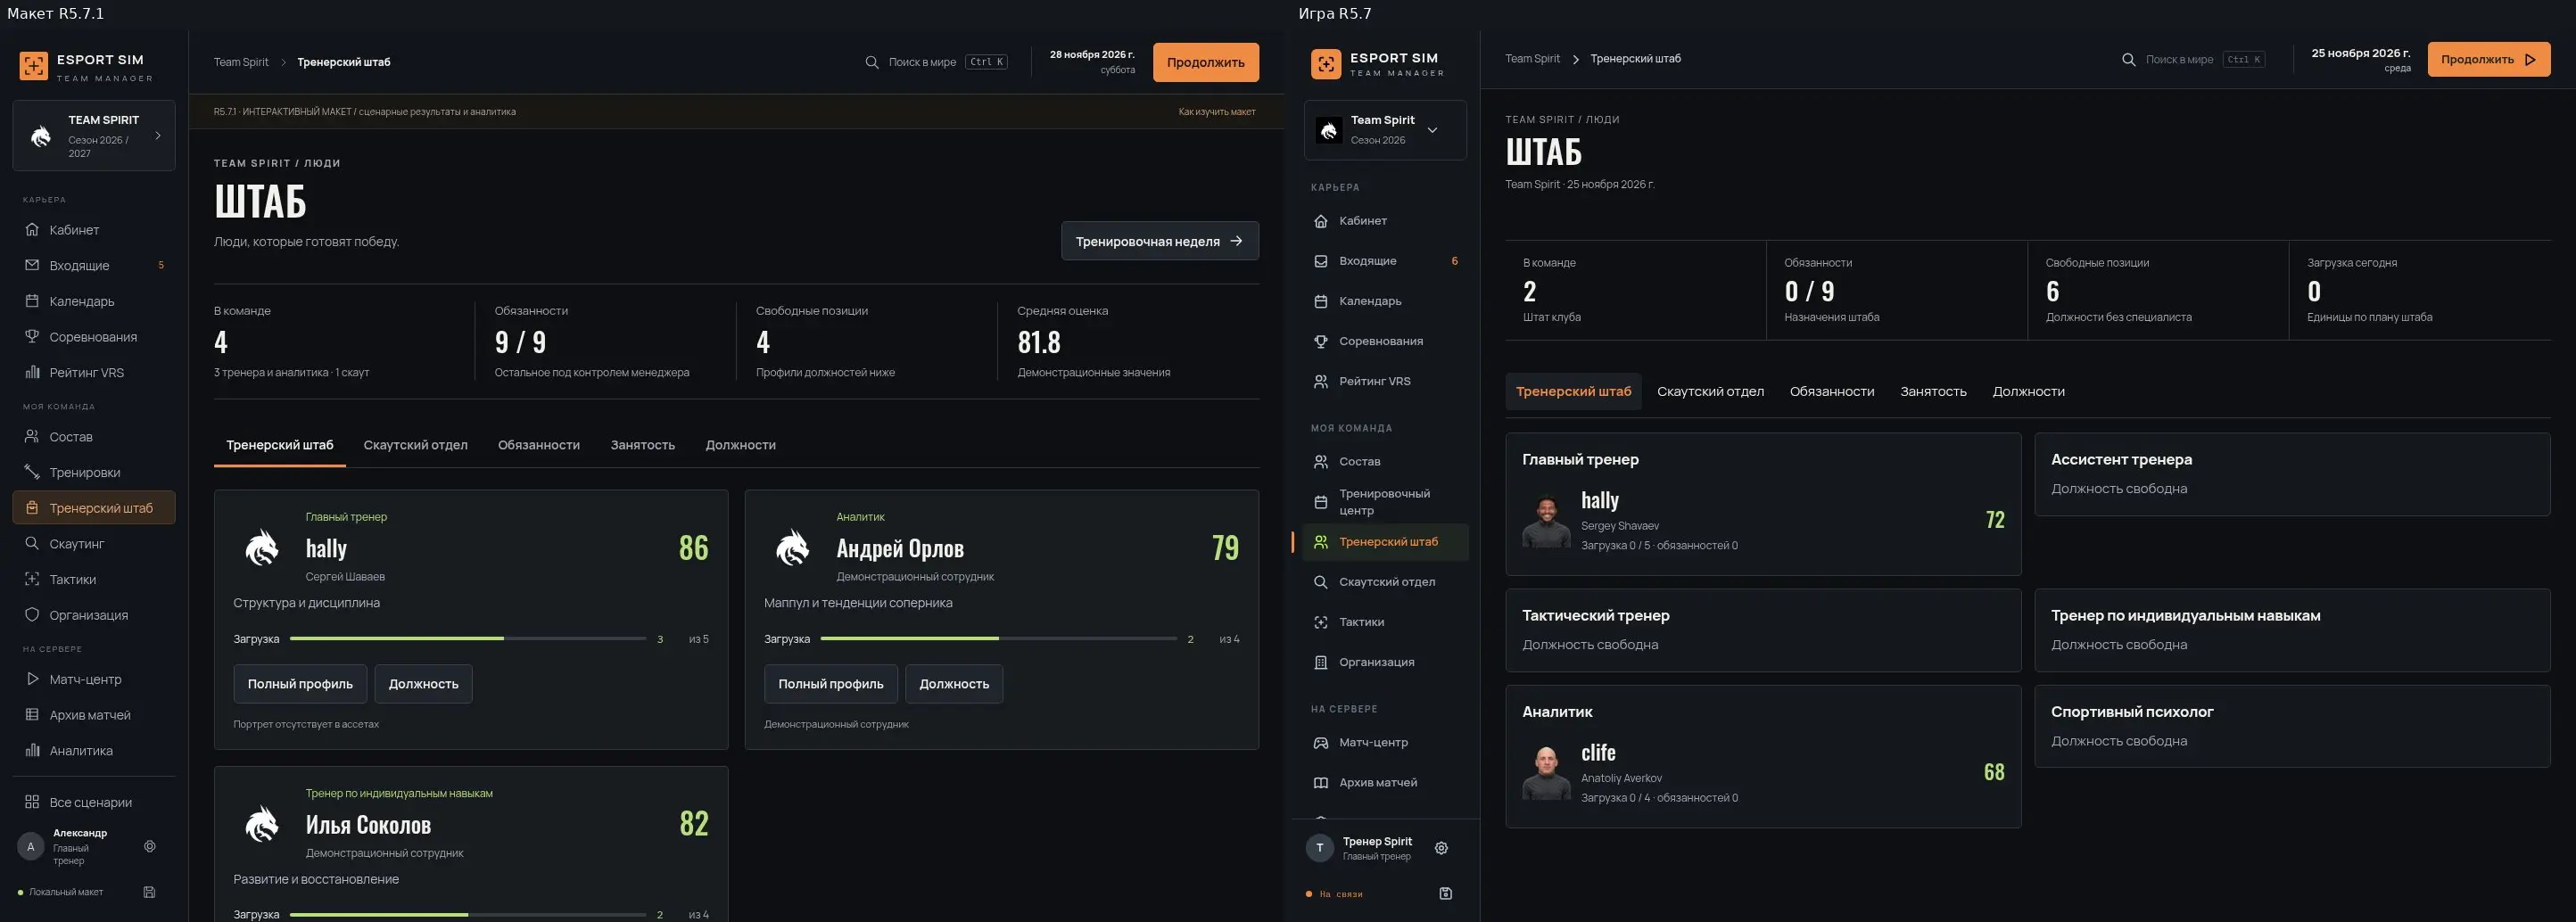 Макет R5.7.1
ESPORT SIM
TEAM MANAGER
TEAM SPIRIT
Сезон 2026 /
2027
КАРЬЕРА
Кабинет
Входящие 5
Календарь
Соревнования
Рейтинг VRS
МОЯ КОМАНДА
Состав
Тренировки
Тренерский штаб
Скаутинг
Тактики
Организация
НА СЕРВЕРЕ
Матч-центр
Архив матчей
Аналитика
Все сценарии
А
Александр
Главный
тренер
Локальный макет
Team Spirit > Тренерский штаб
Поиск в мире Ctrl K
28 ноября 2026 г.
суббота
Продолжить
R5.7.1 · ИНТЕРАКТИВНЫЙ МАКЕТ / сценарные результаты и аналитика
Как изучить макет
TEAM SPIRIT / ЛЮДИ
ШТАБ
Люди, которые готовят победу.
Тренировочная неделя →
В команде
4
3 тренера и аналитика · 1 скаут
Обязанности
9 / 9
Остальное под контролем менеджера
Свободные позиции
4
Профили должностей ниже
Средняя оценка
81.8
Демонстрационные значения
Тренерский штаб Скаутский отдел Обязанности Занятость Должности
Главный тренер
hally
Сергей Шаваев
86
Структура и дисциплина
Загрузка 3 из 5
Полный профиль Должность
Портрет отсутствует в ассетах
Аналитик
Андрей Орлов
Демонстрационный сотрудник
79
Маппул и тенденции соперника
Загрузка 2 из 4
Полный профиль Должность
Демонстрационный сотрудник
Тренер по индивидуальным навыкам
Илья Соколов
Демонстрационный сотрудник
82
Развитие и восстановление
Загрузка 2 из 4
Игра R5.7
ESPORT SIM
TEAM MANAGER
Team Spirit
Сезон 2026
КАРЬЕРА
Кабинет
Входящие 6
Календарь
Соревнования
Рейтинг VRS
МОЯ КОМАНДА
Состав
Тренировочный
центр
Тренерский штаб
Скаутский отдел
Тактики
Организация
НА СЕРВЕРЕ
Матч-центр
Архив матчей
Т
Тренер Spirit
Главный тренер
На связи
Team Spirit > Тренерский штаб
Поиск в мире Ctrl K
25 ноября 2026 г.
среда
Продолжить
TEAM SPIRIT / ЛЮДИ
ШТАБ
Team Spirit · 25 ноября 2026 г.
В команде
2
Штат клуба
Обязанности
0 / 9
Назначения штаба
Свободные позиции
6
Должности без специалиста
Загрузка сегодня
0
Единицы по плану штаба
Тренерский штаб Скаутский отдел Обязанности Занятость Должности
Главный тренер
hally
Sergey Shavaev
Загрузка 0 / 5 · обязанностей 0
72
Ассистент тренера
Должность свободна
Тактический тренер
Должность свободна
Тренер по индивидуальным навыкам
Должность свободна
Аналитик
clife
Anatoliy Averkov
Загрузка 0 / 4 · обязанностей 0
68
Спортивный психолог
Должность свободна